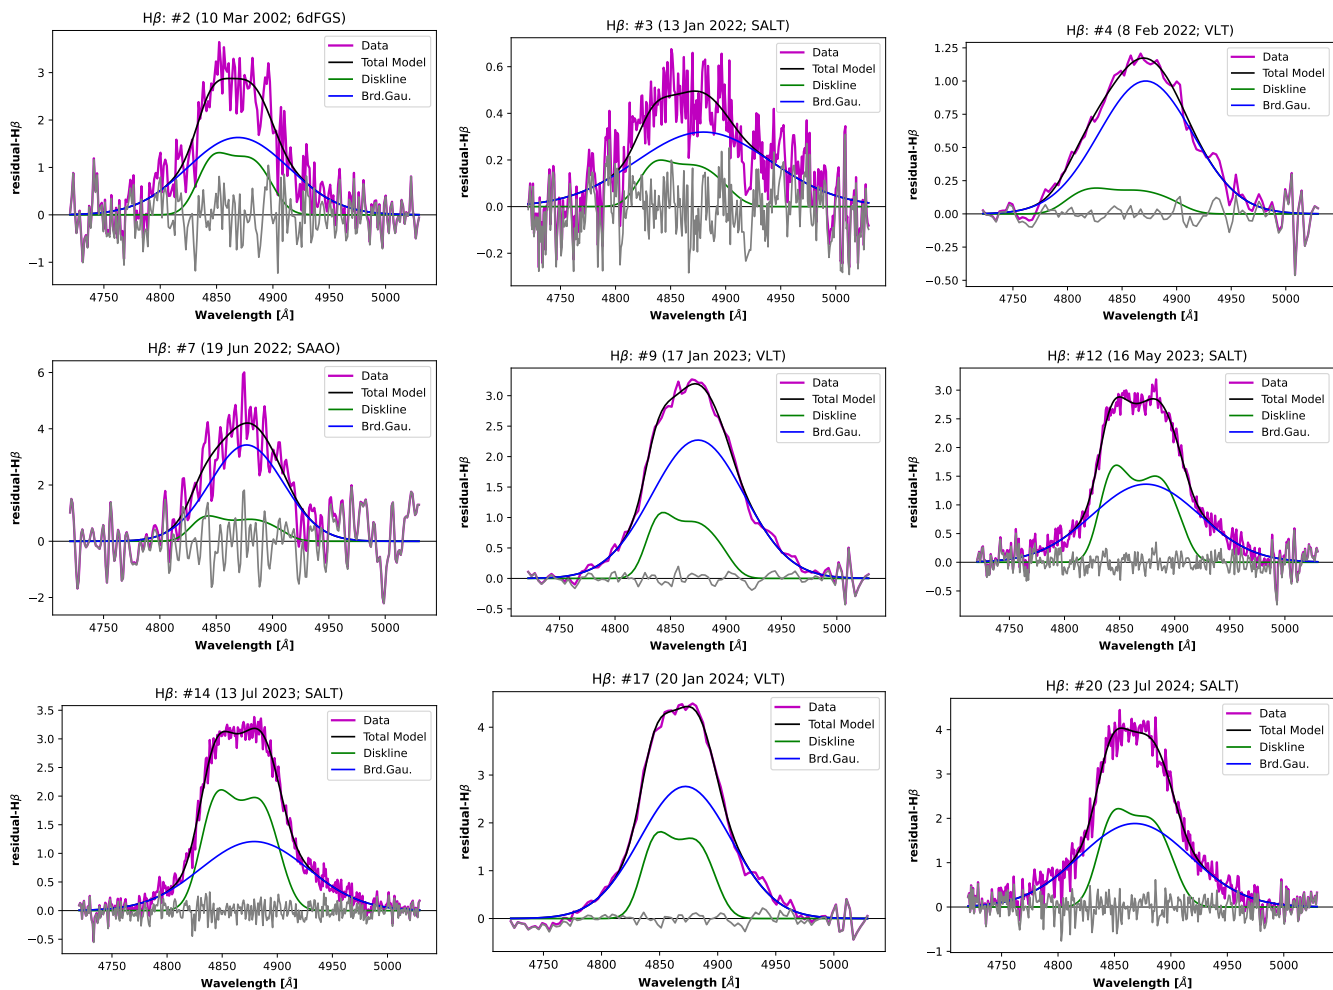 Hβ: #2 (10 Mar 2002; 6dFGS)
residual-Hβ
3
2
1
0
−1
Data
Total Model
Diskline
Brd.Gau.
4750 4800 4850 4900 4950 5000
Wavelength [Å]
Hβ: #3 (13 Jan 2022; SALT)
residual-Hβ
0.6
0.4
0.2
0.0
−0.2
Data
Total Model
Diskline
Brd.Gau.
4750 4800 4850 4900 4950 5000
Wavelength [Å]
Hβ: #4 (8 Feb 2022; VLT)
residual-Hβ
1.25
1.00
0.75
0.50
0.25
0.00
−0.25
−0.50
Data
Total Model
Diskline
Brd.Gau.
4750 4800 4850 4900 4950 5000
Wavelength [Å]
Hβ: #7 (19 Jun 2022; SAAO)
residual-Hβ
6
4
2
0
−2
Data
Total Model
Diskline
Brd.Gau.
4750 4800 4850 4900 4950 5000
Wavelength [Å]
Hβ: #9 (17 Jan 2023; VLT)
residual-Hβ
3.0
2.5
2.0
1.5
1.0
0.5
0.0
−0.5
Data
Total Model
Diskline
Brd.Gau.
4750 4800 4850 4900 4950 5000
Wavelength [Å]
Hβ: #12 (16 May 2023; SALT)
residual-Hβ
3.0
2.5
2.0
1.5
1.0
0.5
0.0
−0.5
Data
Total Model
Diskline
Brd.Gau.
4750 4800 4850 4900 4950 5000
Wavelength [Å]
Hβ: #14 (13 Jul 2023; SALT)
residual-Hβ
3.5
3.0
2.5
2.0
1.5
1.0
0.5
0.0
−0.5
Data
Total Model
Diskline
Brd.Gau.
4750 4800 4850 4900 4950 5000
Wavelength [Å]
Hβ: #17 (20 Jan 2024; VLT)
residual-Hβ
4
3
2
1
0
Data
Total Model
Diskline
Brd.Gau.
4750 4800 4850 4900 4950 5000
Wavelength [Å]
Hβ: #20 (23 Jul 2024; SALT)
residual-Hβ
4
3
2
1
0
−1
Data
Total Model
Diskline
Brd.Gau.
4750 4800 4850 4900 4950 5000
Wavelength [Å]